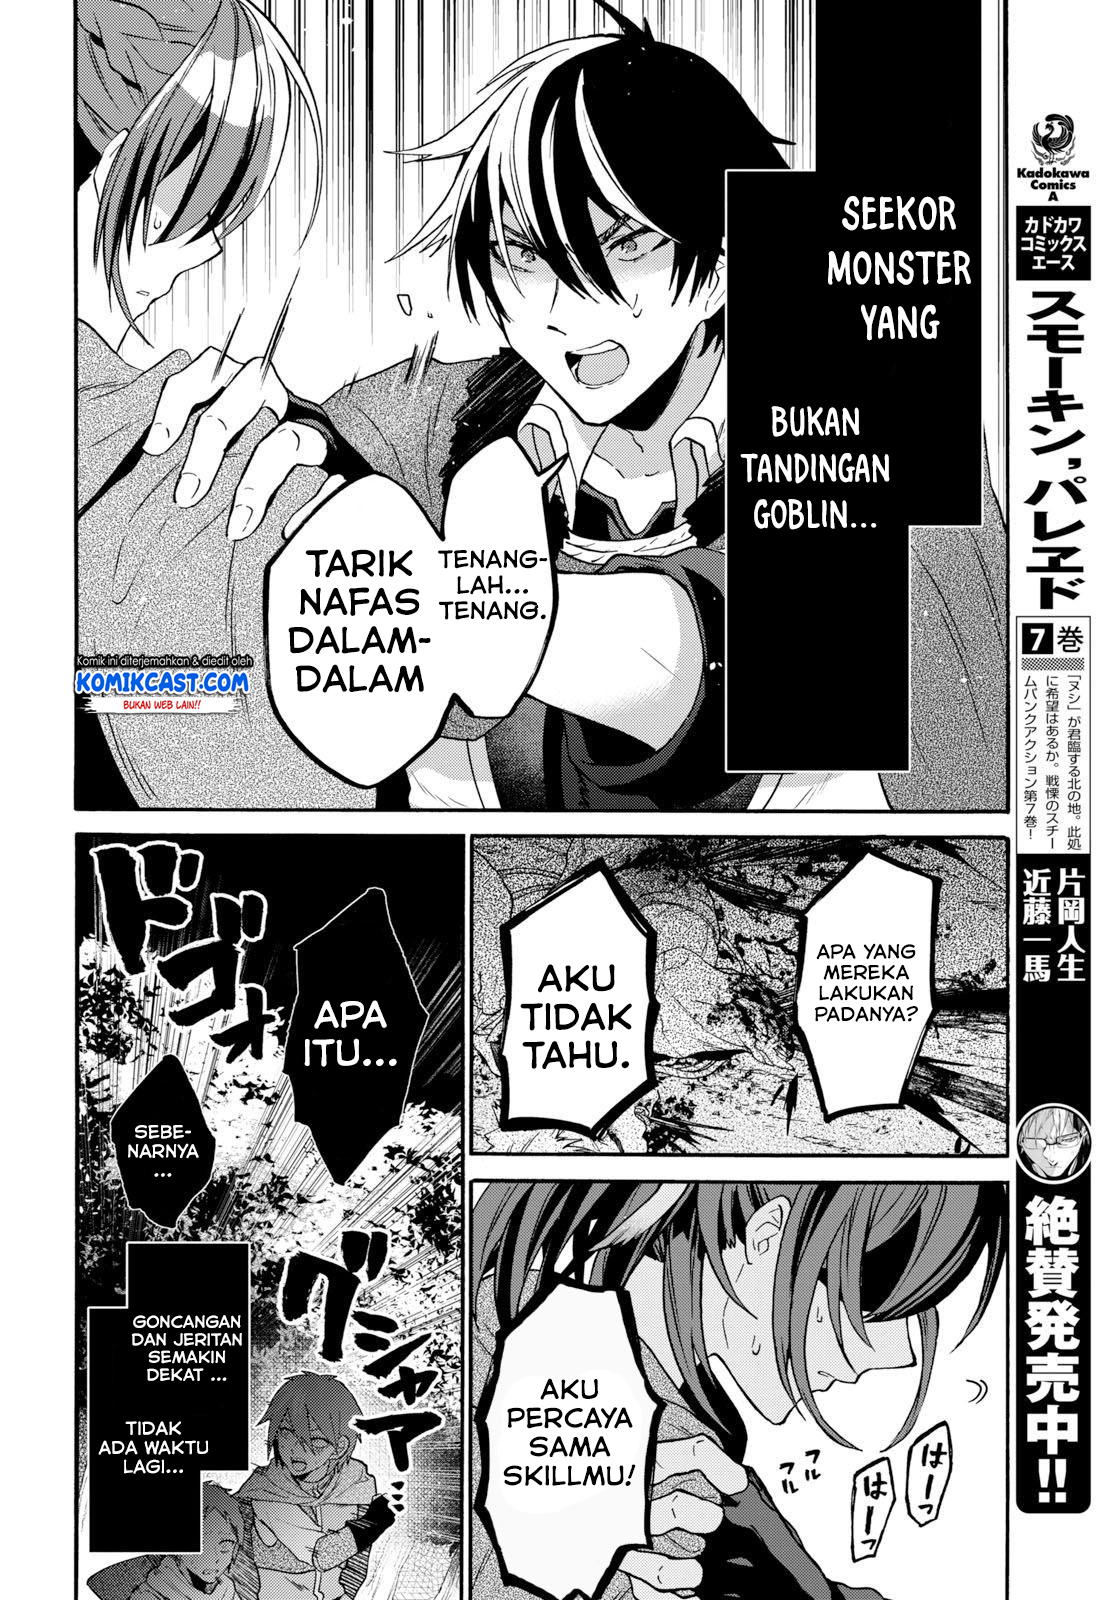 SEEKOR
MONSTER
YANG
BUKAN
TANDINGAN
GOBLIN...
TENANG-
LAH...
TENANG.
TARIK
NAFAS
DALAM-
DALAM
Komik ini diterjemahkan & diedit oleh
KOMIKCAST.COM
BUKAN WEB LAIN!!
APA YANG
MEREKA
LAKUKAN
PADANYA?
AKU
TIDAK
TAHU.
ドドゴォ
APA
ITU...
SEBE-
NARNYA
...
グシャアァ
GONCANGAN
DAN JERITAN
SEMAKIN
DEKAT ...
TIDAK
ADA WAKTU
LAGI...
AKU
PERCAYA
SAMA
SKILLMU!
はーっ
はーっ
フルフル
Kadokawa
Comics
A
カドカワ
コミックス
エース
スモーキン’パレヱド
7巻
「ヌシ」が君臨する北の地。此処
に希望はあるか。戦慄のスチー
ムパンクアクション第7巻！
片岡人生
近藤一馬
絶賛発売中!!